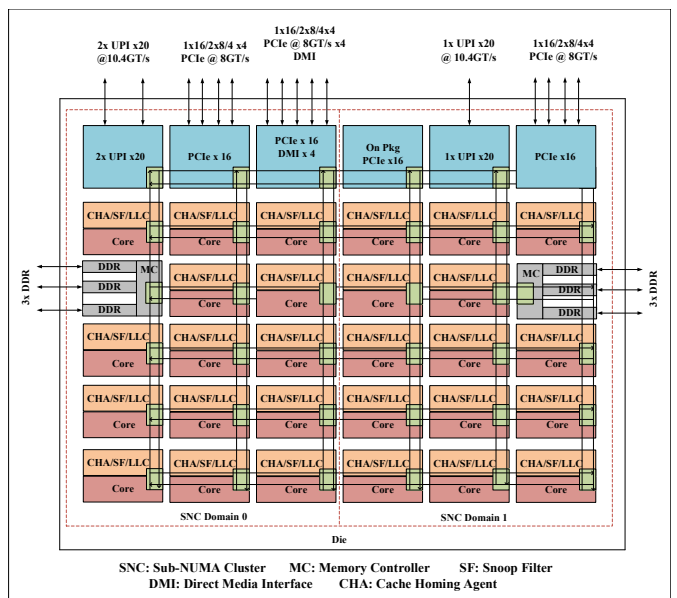 2x UPI x20
@10.4GT/s
1x16/2x8/4 x4
PCIe @ 8GT/s
1x16/2x8/4x4
PCIe @ 8GT/s x4
DMI
1x UPI x20
@10.4GT/s
1x16/2x8/4x4
PCIe @ 8GT/s
2x UPI x20
PCIe x 16
PCIe x 16
DMI x 4
On Pkg
PCIe x16
1x UPI x20
PCIe x16
CHA/SF/LLC CHA/SF/LLC CHA/SF/LLC CHA/SF/LLC CHA/SF/LLC CHA/SF/LLC
Core Core Core Core Core Core
3x DDR
DDR
DDR
DDR
MC
CHA/SF/LLC CHA/SF/LLC CHA/SF/LLC CHA/SF/LLC
Core Core Core Core
MC
DDR
DDR
DDR
3x DDR
CHA/SF/LLC CHA/SF/LLC CHA/SF/LLC CHA/SF/LLC CHA/SF/LLC CHA/SF/LLC
Core Core Core Core Core Core
CHA/SF/LLC CHA/SF/LLC CHA/SF/LLC CHA/SF/LLC CHA/SF/LLC CHA/SF/LLC
Core Core Core Core Core Core
CHA/SF/LLC CHA/SF/LLC CHA/SF/LLC CHA/SF/LLC CHA/SF/LLC CHA/SF/LLC
Core Core Core Core Core Core
SNC Domain 0 SNC Domain 1
Die
SNC: Sub-NUMA Cluster MC: Memory Controller SF: Snoop Filter
DMI: Direct Media Interface CHA: Cache Homing Agent